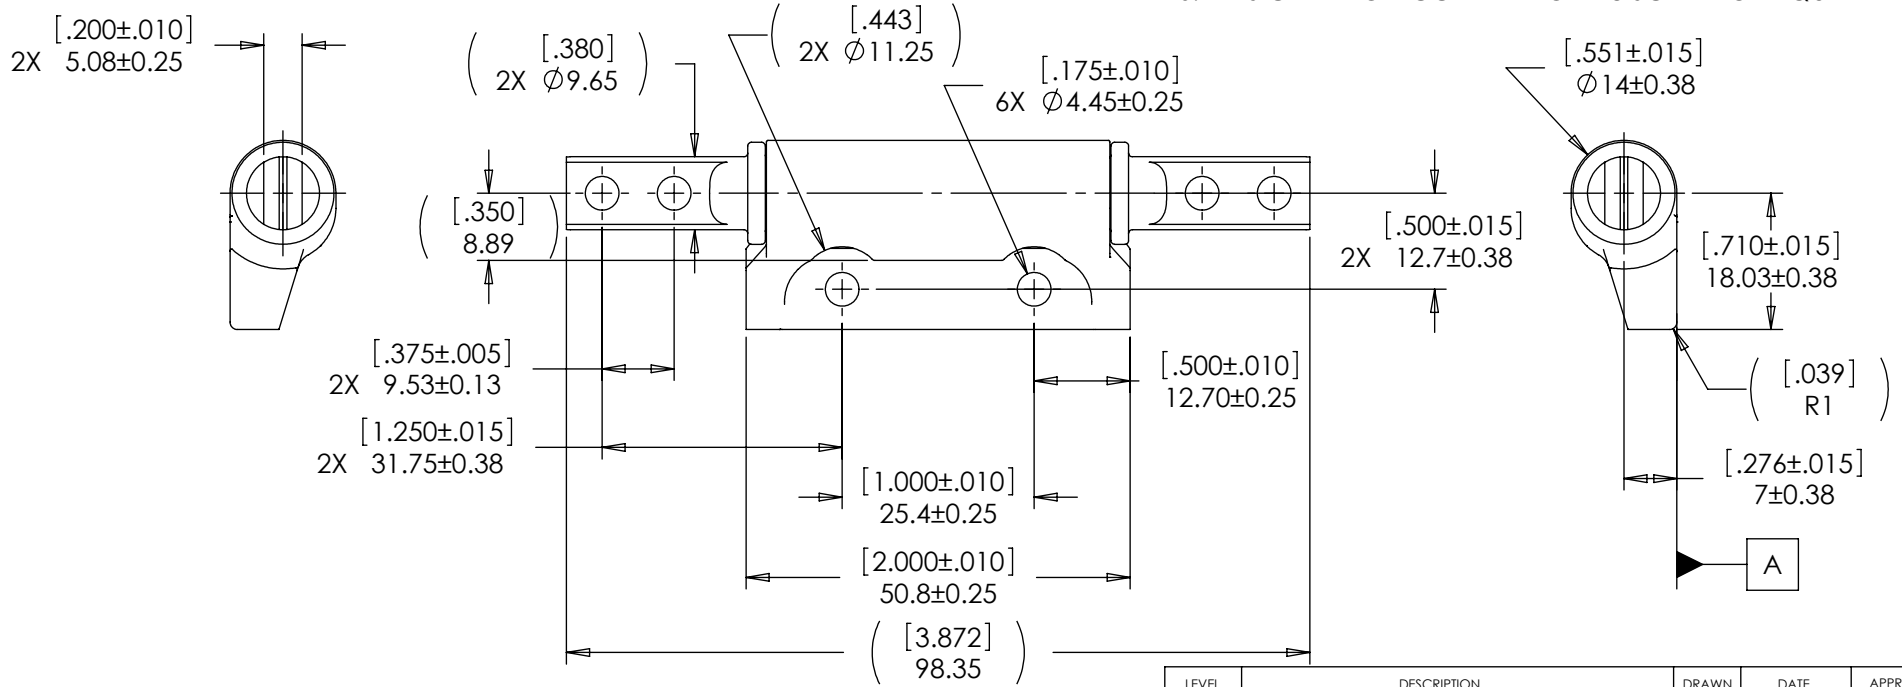 [.200±.010]
2X 5.08±0.25
[.380]
2X ∅9.65
[.443]
2X ∅11.25
[.175±.010]
6X ∅4.45±0.25
[.551±.015]
∅14±0.38
[.350]
8.89
[.500±.015]
2X 12.7±0.38
[.710±.015]
18.03±0.38
[.375±.005]
2X 9.53±0.13
[.500±.010]
12.70±0.25
[.039]
R1
[1.250±.015]
2X 31.75±0.38
[1.000±.010]
25.4±0.25
[.276±.015]
7±0.38
[2.000±.010]
50.8±0.25
A
[3.872]
98.35
LEVEL DESCRIPTION DRAWN DATE